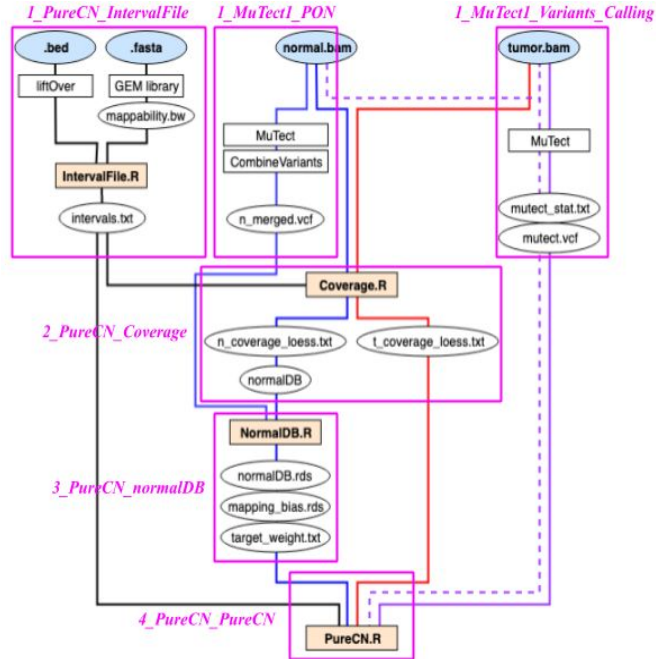 1_PureCN_IntervalFile
1_MuTect1_PON
1_MuTect1_Variants_Calling
.bed
.fasta
normal.bam
tumor.bam
liftOver
GEM library
mappability.bw
MuTect
CombineVariants
MuTect
IntervalFile.R
intervals.txt
n_merged.vcf
mutect_stat.txt
mutect.vcf
Coverage.R
2_PureCN_Coverage
n_coverage_loess.txt
t_coverage_loess.txt
normalDB
NormalDB.R
3_PureCN_normalDB
normalDB.rds
mapping_bias.rds
target_weight.txt
4_PureCN_PureCN
PureCN.R